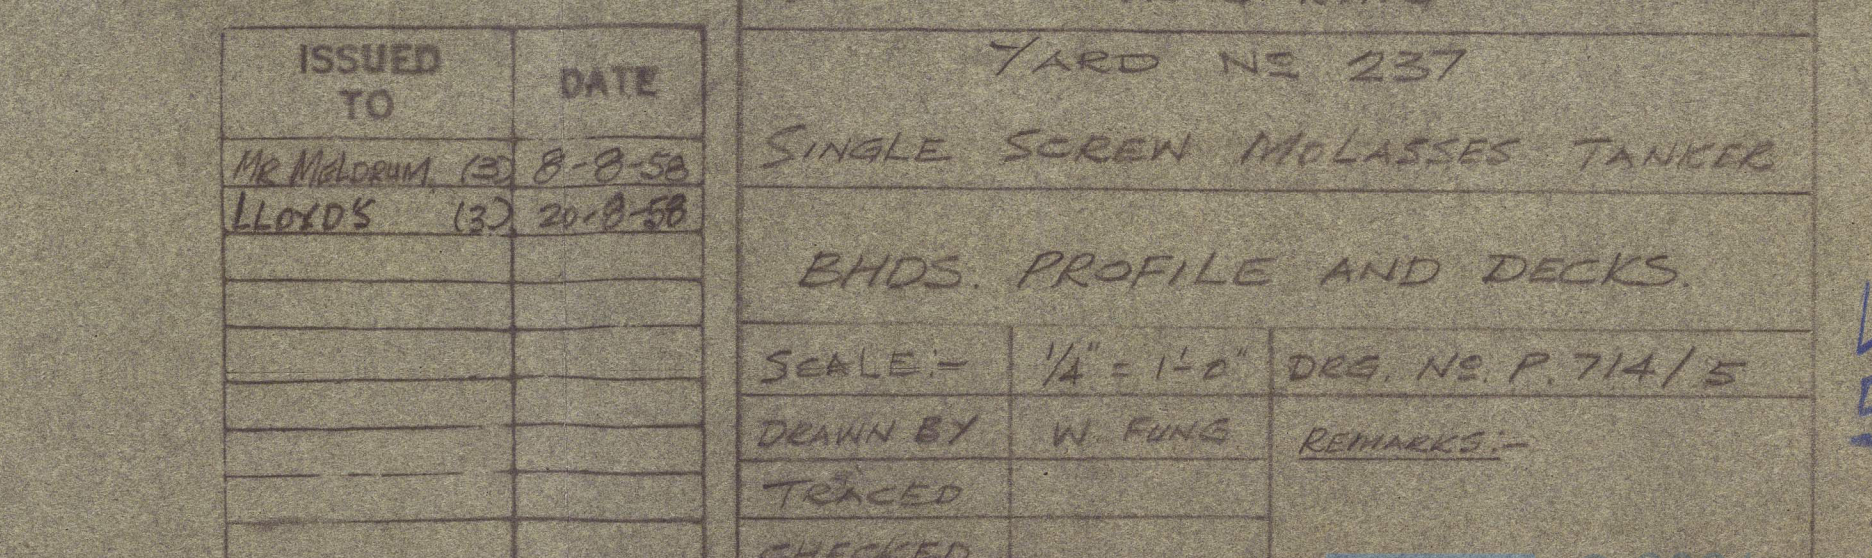 ISSUED
TO
DATE
MR MELDRUM. (3) 8-8-58
LLOYD'S (3) 20-8-58
YARD Nº 237
SINGLE SCREW MOLASSES TANKER
BHDS. PROFILE AND DECKS.
SCALE:- 1/4" = 1'-0" DRG. Nº. P. 714/5
DRAWN BY W. FUNG REMARKS:-
TRACED
CHECKED